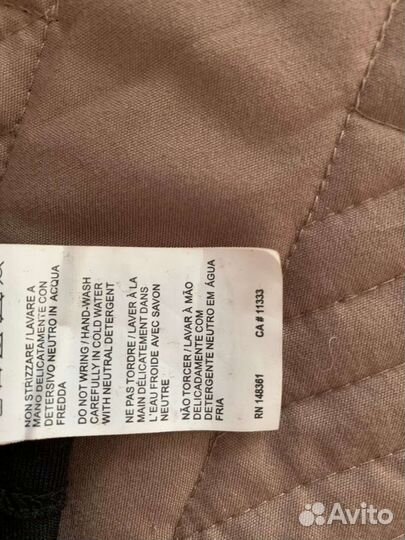 NON STRIZZARE / LAVARE A
MANO DELICATAMENTE CON
DETERSIVO NEUTRO IN ACQUA
FREDDA
DO NOT WRING / HAND-WASH
CAREFULLY IN COLD WATER
WITH NEUTRAL DETERGENT
NE PAS TORDRE / LAVER À LA
MAIN DÉLICATEMENT DANS
L'EAU FROIDE AVEC SAVON
NEUTRE
NÃO TORCER / LAVAR À MÃO
DELICADAMENTE COM
DETERGENTE NEUTRO EM ÁGUA
FRIA
RN 148361 CA # 11333
Avito